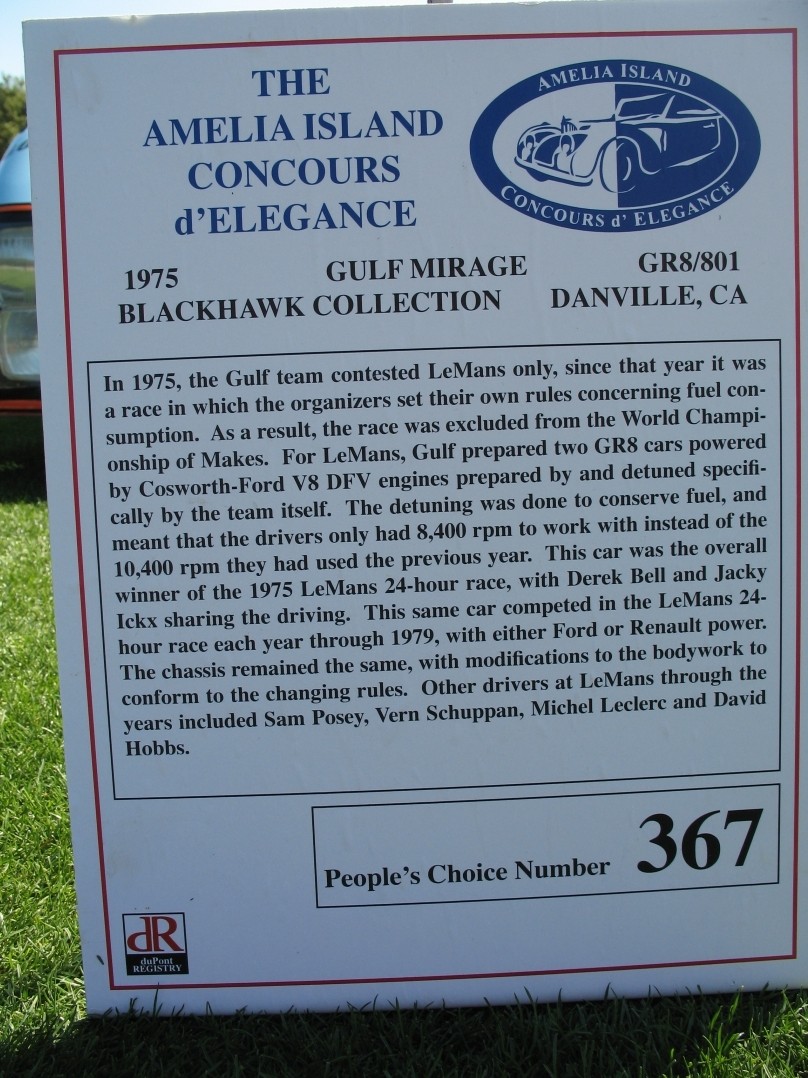 THE
AMELIA ISLAND
CONCOURS
d'ELEGANCE
AMELIA ISLAND
CONCOURS d' ELEGANCE
1975 GULF MIRAGE GR8/801
BLACKHAWK COLLECTION DANVILLE, CA
In 1975, the Gulf team contested LeMans only, since that year it was
a race in which the organizers set their own rules concerning fuel con-
sumption. As a result, the race was excluded from the World Champi-
onship of Makes. For LeMans, Gulf prepared two GR8 cars powered
by Cosworth-Ford V8 DFV engines prepared by and detuned specifi-
cally by the team itself. The detuning was done to conserve fuel, and
meant that the drivers only had 8,400 rpm to work with instead of the
10,400 rpm they had used the previous year. This car was the overall
winner of the 1975 LeMans 24-hour race, with Derek Bell and Jacky
Ickx sharing the driving. This same car competed in the LeMans 24-
hour race each year through 1979, with either Ford or Renault power.
The chassis remained the same, with modifications to the bodywork to
conform to the changing rules. Other drivers at LeMans through the
years included Sam Posey, Vern Schuppan, Michel Leclerc and David
Hobbs.
People's Choice Number 367
dR
duPont
REGISTRY